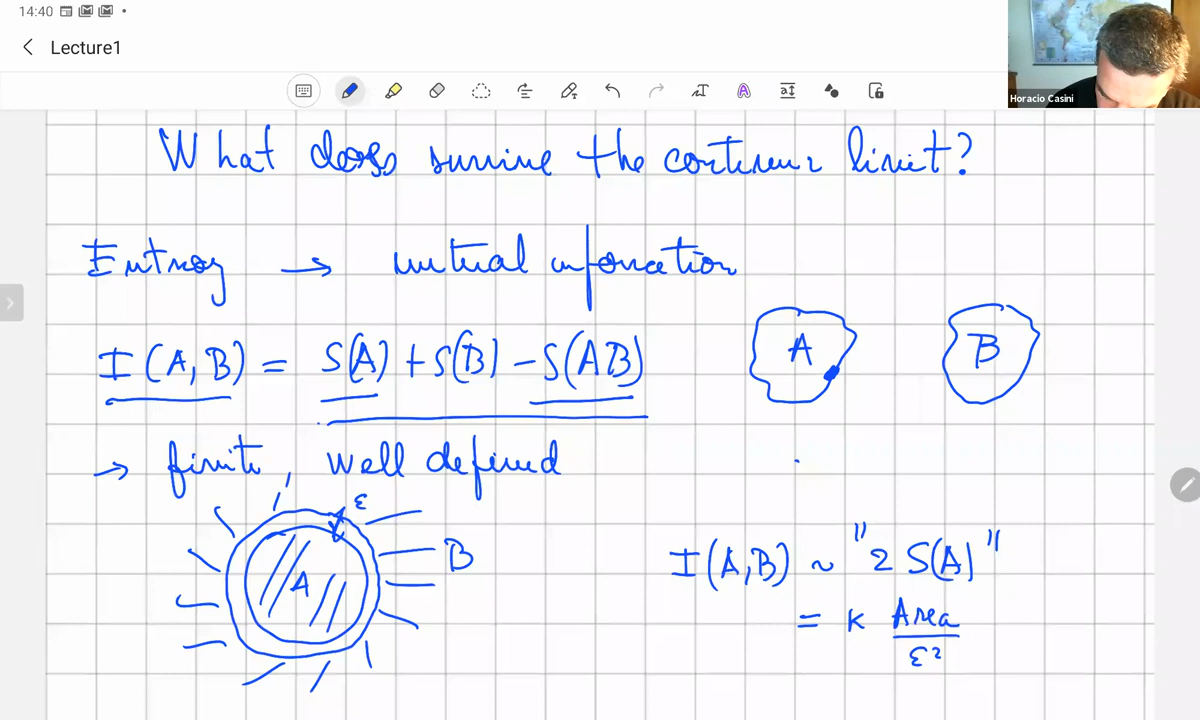 14:40
Lecture1
Horacio Casini
What does survive the continuum limit?
Entropy → mutual information
I(A,B) = S(A) + S(B) - S(AB)
A
B
→ finite, well defined
ε
A
B
I(A,B) ~ "2 S(A)"
= K Area/ε²